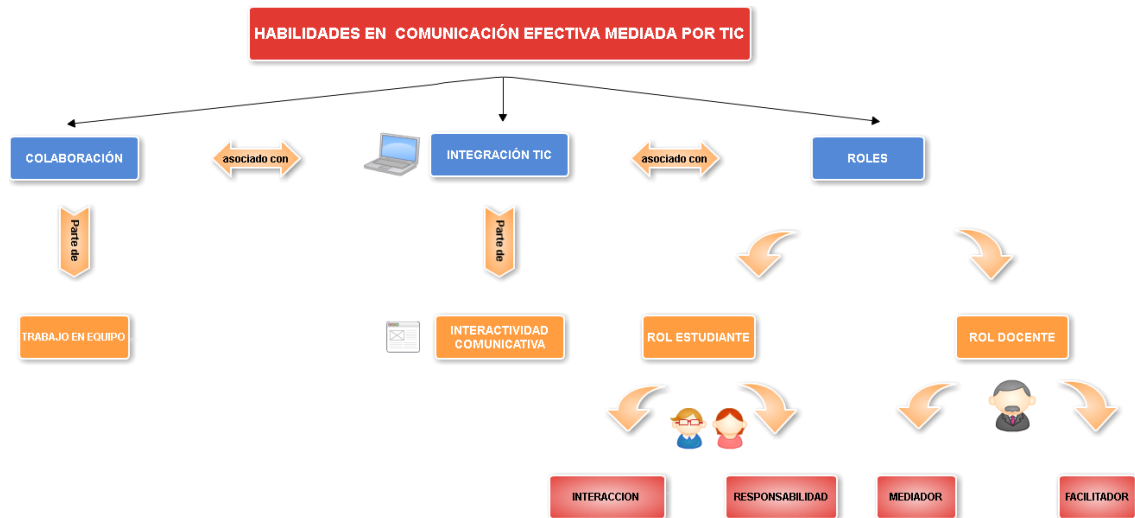 HABILIDADES EN COMUNICACIÓN EFECTIVA MEDIADA POR TIC
COLABORACIÓN
asociado con
INTEGRACIÓN TIC
asociado con
ROLES
Parte de
Parte de
TRABAJO EN EQUIPO
INTERACTIVIDAD
COMUNICATIVA
ROL ESTUDIANTE
ROL DOCENTE
INTERACCION
RESPONSABILIDAD
MEDIADOR
FACILITADOR